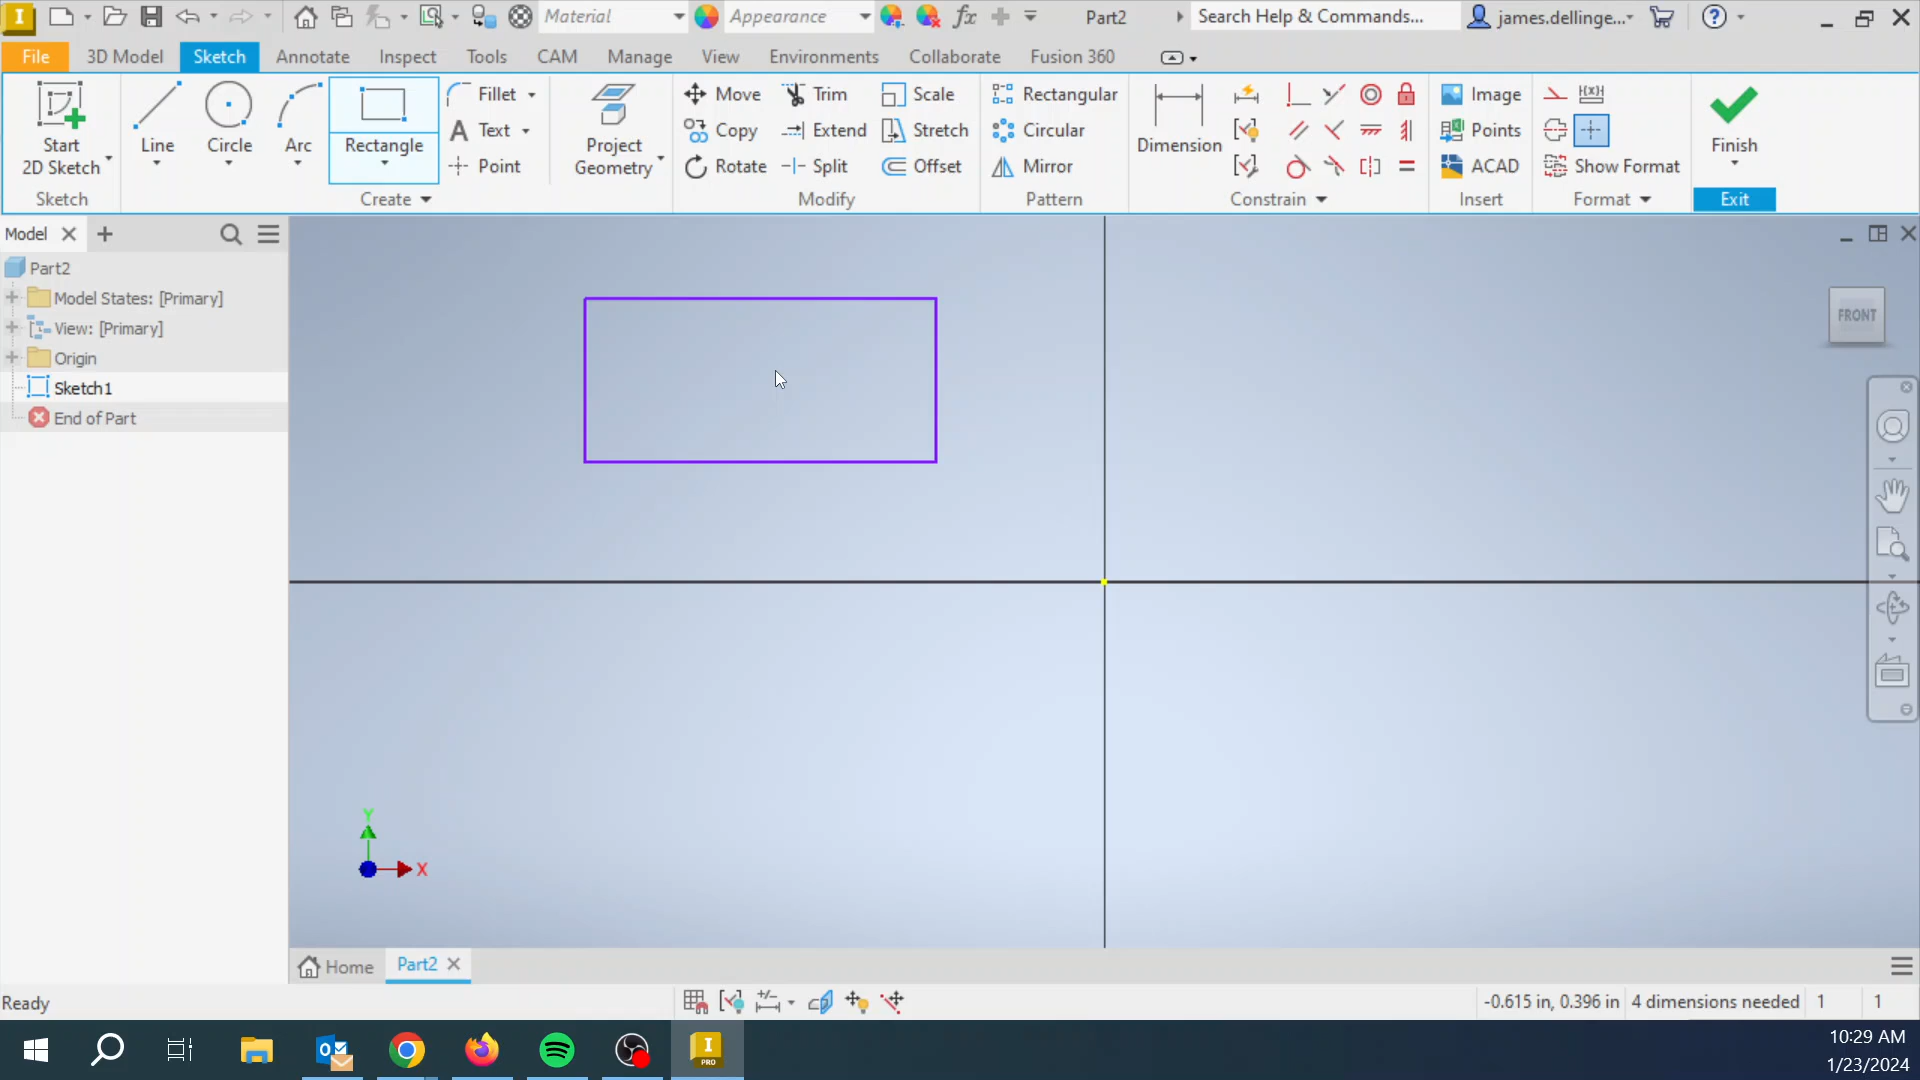 I Material Appearance fx Part2 Search Help & Commands... james.dellinge... ?
File 3D Model Sketch Annotate Inspect Tools CAM Manage View Environments Collaborate Fusion 360
Start 2D Sketch
Line
Circle
Arc
Rectangle
Fillet
A Text
Point
Project Geometry
Move
Copy
Rotate
Trim
Extend
Split
Scale
Stretch
Offset
Rectangular
Circular
Mirror
Dimension
Image
Points
ACAD
(x)
Show Format
Finish
Sketch Create Modify Pattern Constrain Insert Format Exit
Model
Part2
Model States: [Primary]
View: [Primary]
Origin
Sketch1
End of Part
FRONT
Y
X
Home Part2
Ready -0.615 in, 0.396 in 4 dimensions needed 1 1
I PRO
10:29 AM
1/23/2024